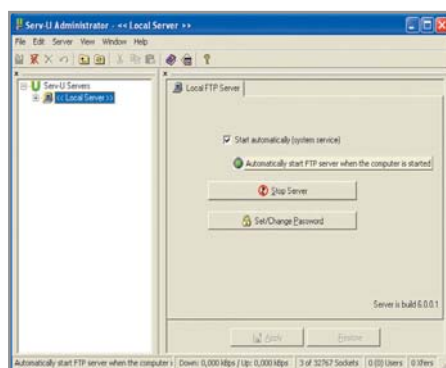 Serv-U Administrator - << Local Server >>
File Edit Server View Window Help
Serv-U Servers
<< Local Server >>
Local FTP Server
Start automatically (system service)
Automatically start FTP server when the computer is started
Stop Server
Set/Change Password
Server is build 6.0.0.1
Apply Restore
Automatically start FTP server when the computer i Down: 0,000 kBps / Up: 0,000 kBps 3 of 32767 Sockets 0 (0) Users 0 Xfers